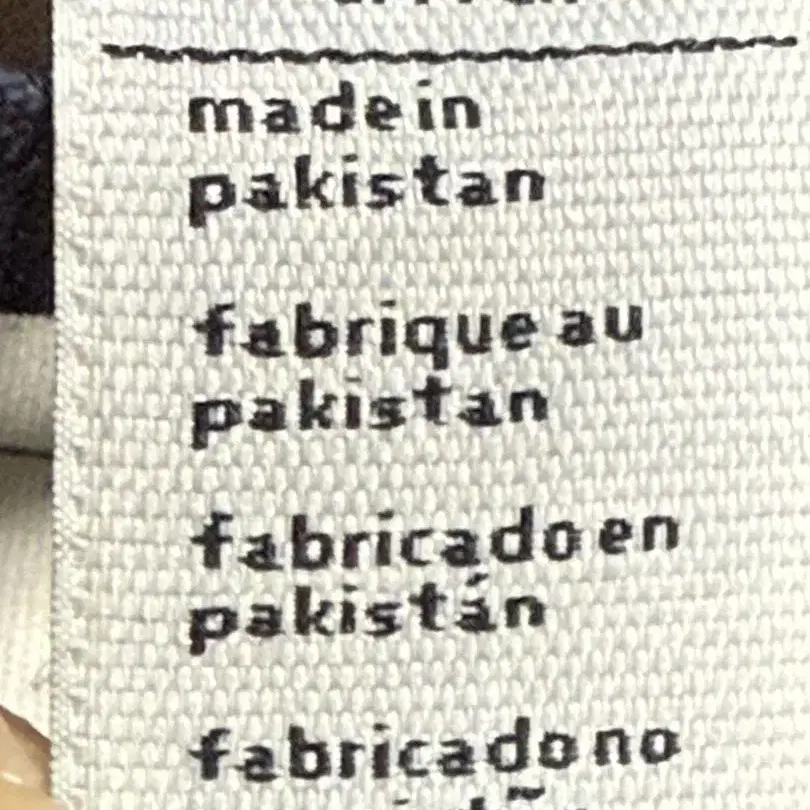 made in
pakistan
fabrique au
pakistan
fabricado en
pakistán
fabricado no